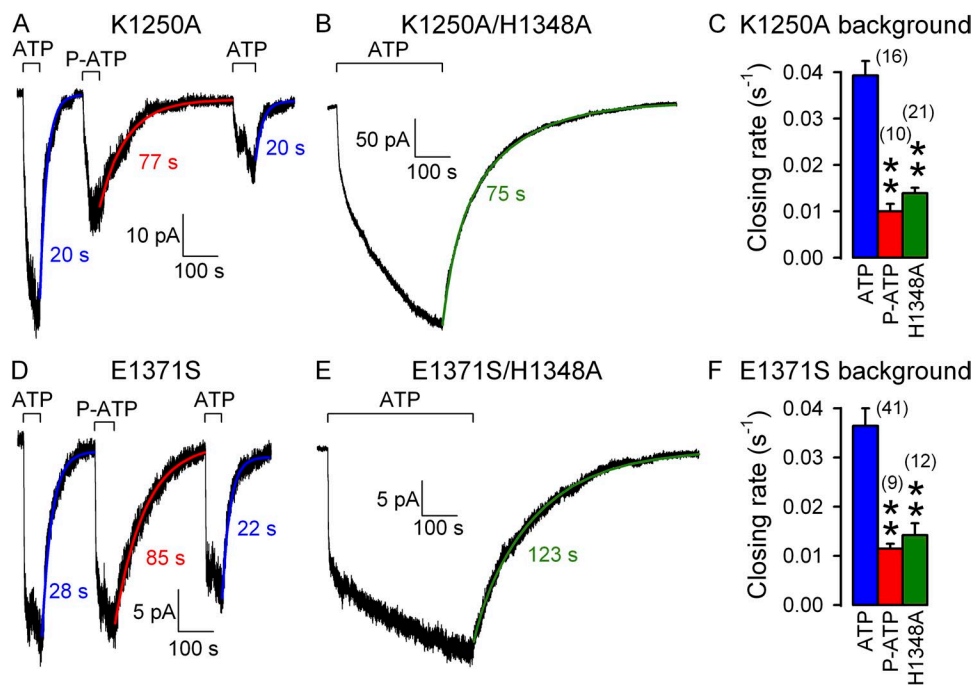 A K1250A
ATP
P-ATP
ATP
20 s
77 s
20 s
10 pA
100 s
B K1250A/H1348A
ATP
50 pA
100 s
75 s
C K1250A background
Closing rate (s⁻¹)
0.04
0.03
0.02
0.01
0.00
(16)
(10)
(21)
**
**
ATP
P-ATP
H1348A
D E1371S
ATP
P-ATP
ATP
28 s
85 s
22 s
5 pA
100 s
E E1371S/H1348A
ATP
5 pA
100 s
123 s
F E1371S background
Closing rate (s⁻¹)
0.04
0.03
0.02
0.01
0.00
(41)
(9)
(12)
**
**
ATP
P-ATP
H1348A